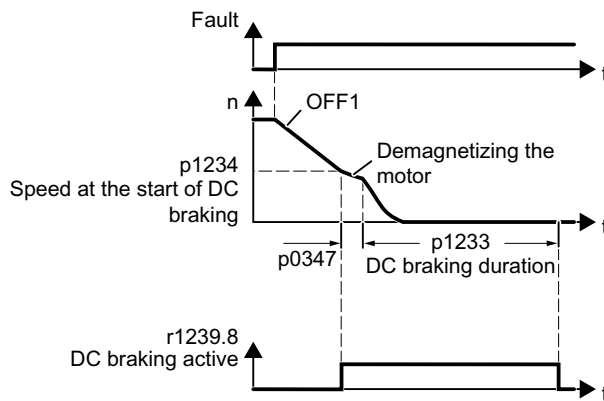 Fault
t
n
OFF1
p1234
Speed at the start of DC
braking
Demagnetizing the
motor
t
p0347
p1233
DC braking duration
r1239.8
DC braking active
t